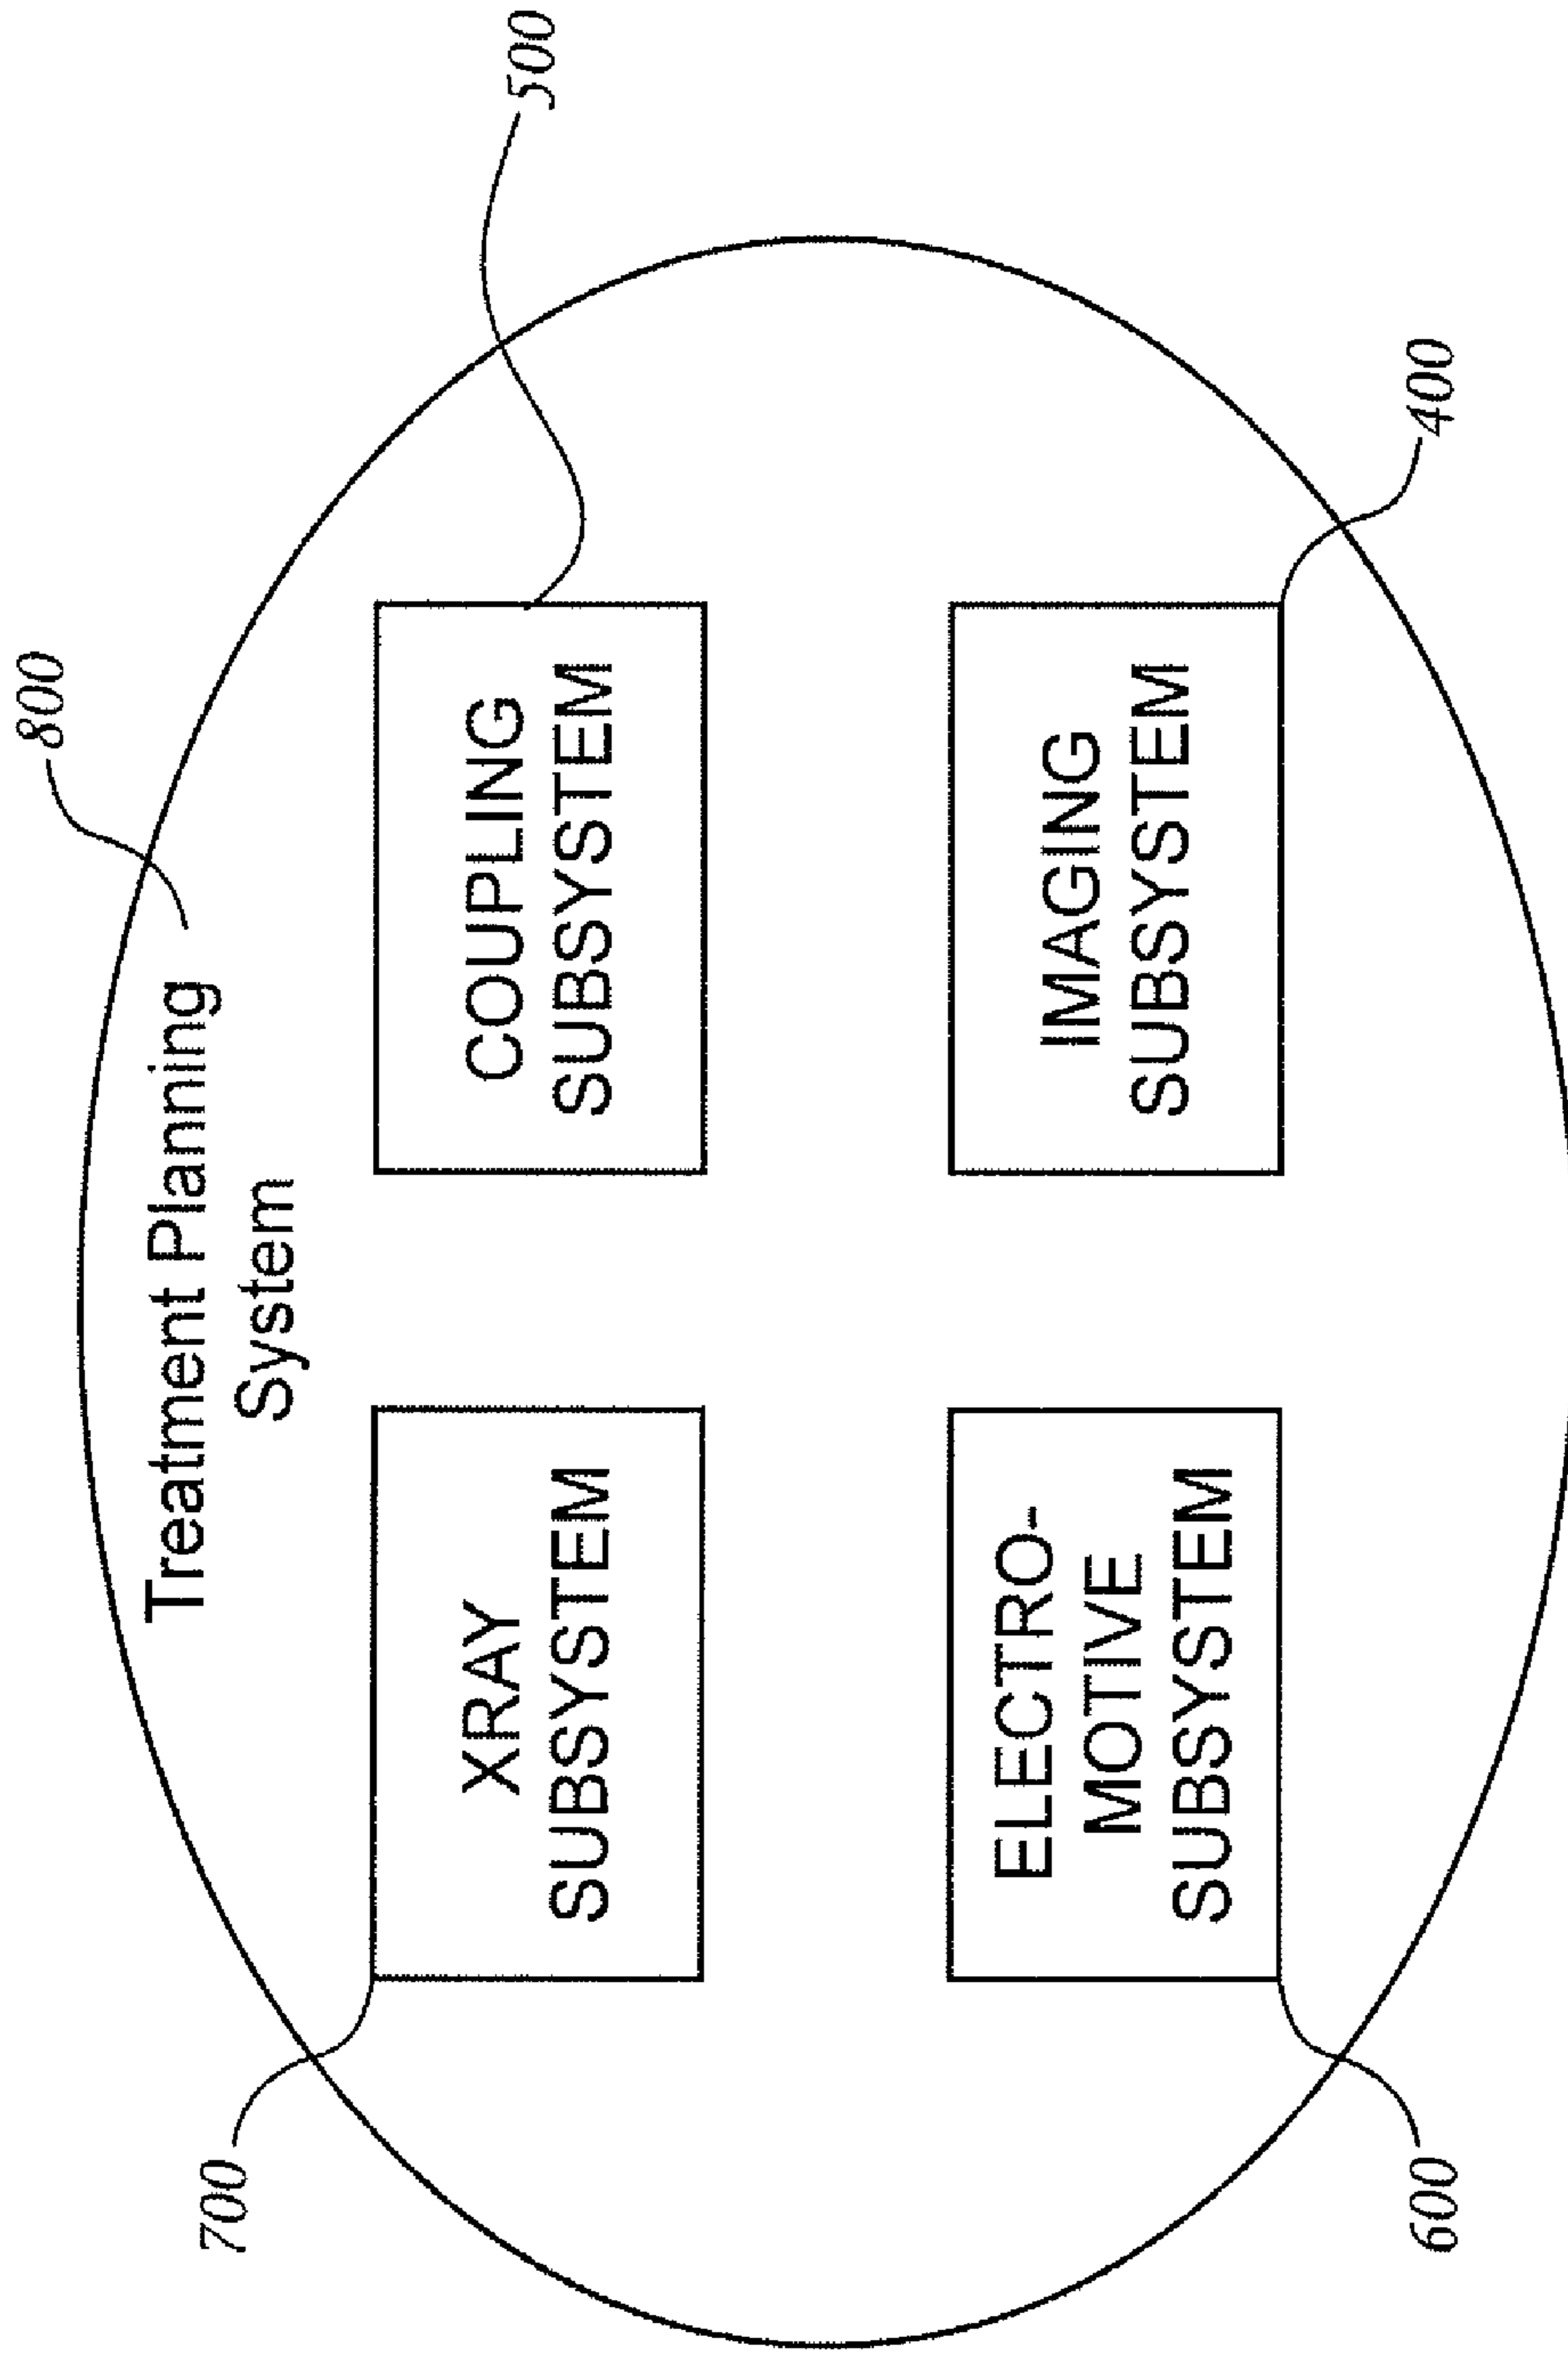 800
Treatment Planning
System
700
XRAY
SUBSYSTEM
COUPLING
SUBSYSTEM
500
ELECTRO-
MOTIVE
SUBSYSTEM
600
IMAGING
SUBSYSTEM
400